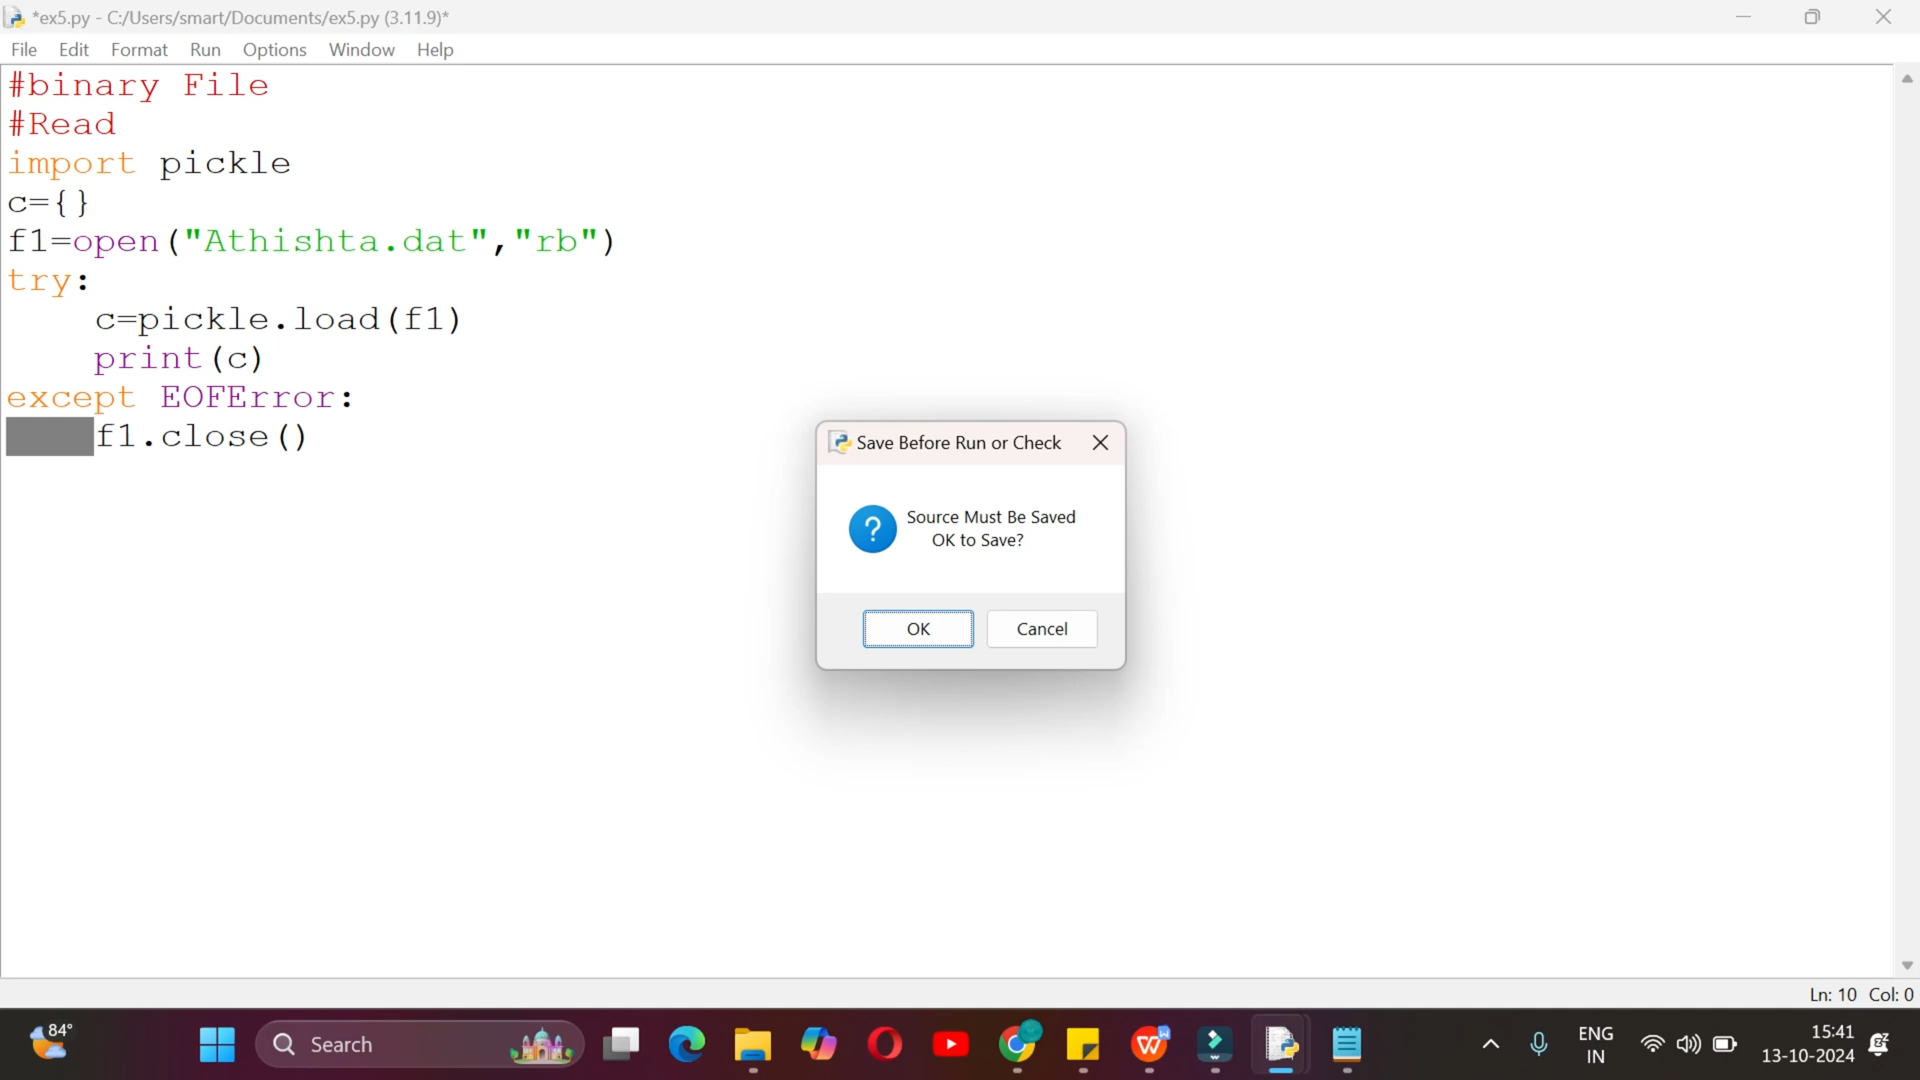 *ex5.py - C:/Users/smart/Documents/ex5.py (3.11.9)*
File Edit Format Run Options Window Help
#binary File
#Read
import pickle
c={}
f1=open("Athishta.dat","rb")
try:
    c=pickle.load(f1)
    print(c)
except EOFError:
    f1.close()
Save Before Run or Check
Source Must Be Saved
OK to Save?
OK Cancel
Ln: 10 Col: 0
84°
Search
ENG
IN
15:41
13-10-2024